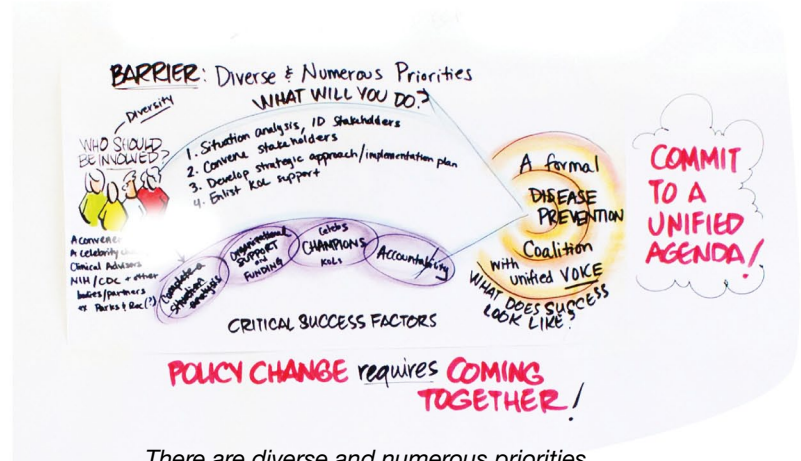 BARRIER: Diverse & Numerous Priorities
WHAT WILL YOU DO?
Diversity
WHO SHOULD
BE INVOLVED?
1. Situation analysis, ID Stakeholders
2. Convene stakeholders
3. Develop strategic approach/implementation plan
4. Enlist KOL support
A convener
A celebrity
Clinical Advisors
NIH/CDC + other
bodies/partners
Parks & Rec(?)
Complete a
situation
analysis
Organizational
SUPPORT
and
FUNDING
Celebs
CHAMPIONS
KOLs
Accountability
CRITICAL SUCCESS FACTORS
A formal
DISEASE
PREVENTION
Coalition
with
unified VOICE
WHAT DOES SUCCESS
LOOK LIKE?
COMMIT
TO A
UNIFIED
AGENDA!
POLICY CHANGE requires COMING
TOGETHER!
There are diverse and numerous priorities